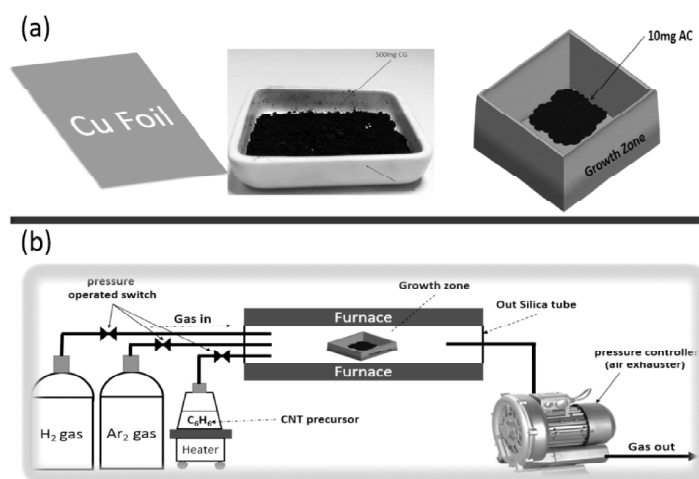 (a)
Cu Foil
500mg CG
10mg AC
Growth Zone
(b)
pressure
operated switch
Gas in
Furnace
Growth zone
Out Silica tube
Furnace
pressure controller
(air exhauster)
H₂ gas
Ar₂ gas
C₆H₆
CNT precursor
Heater
Gas out